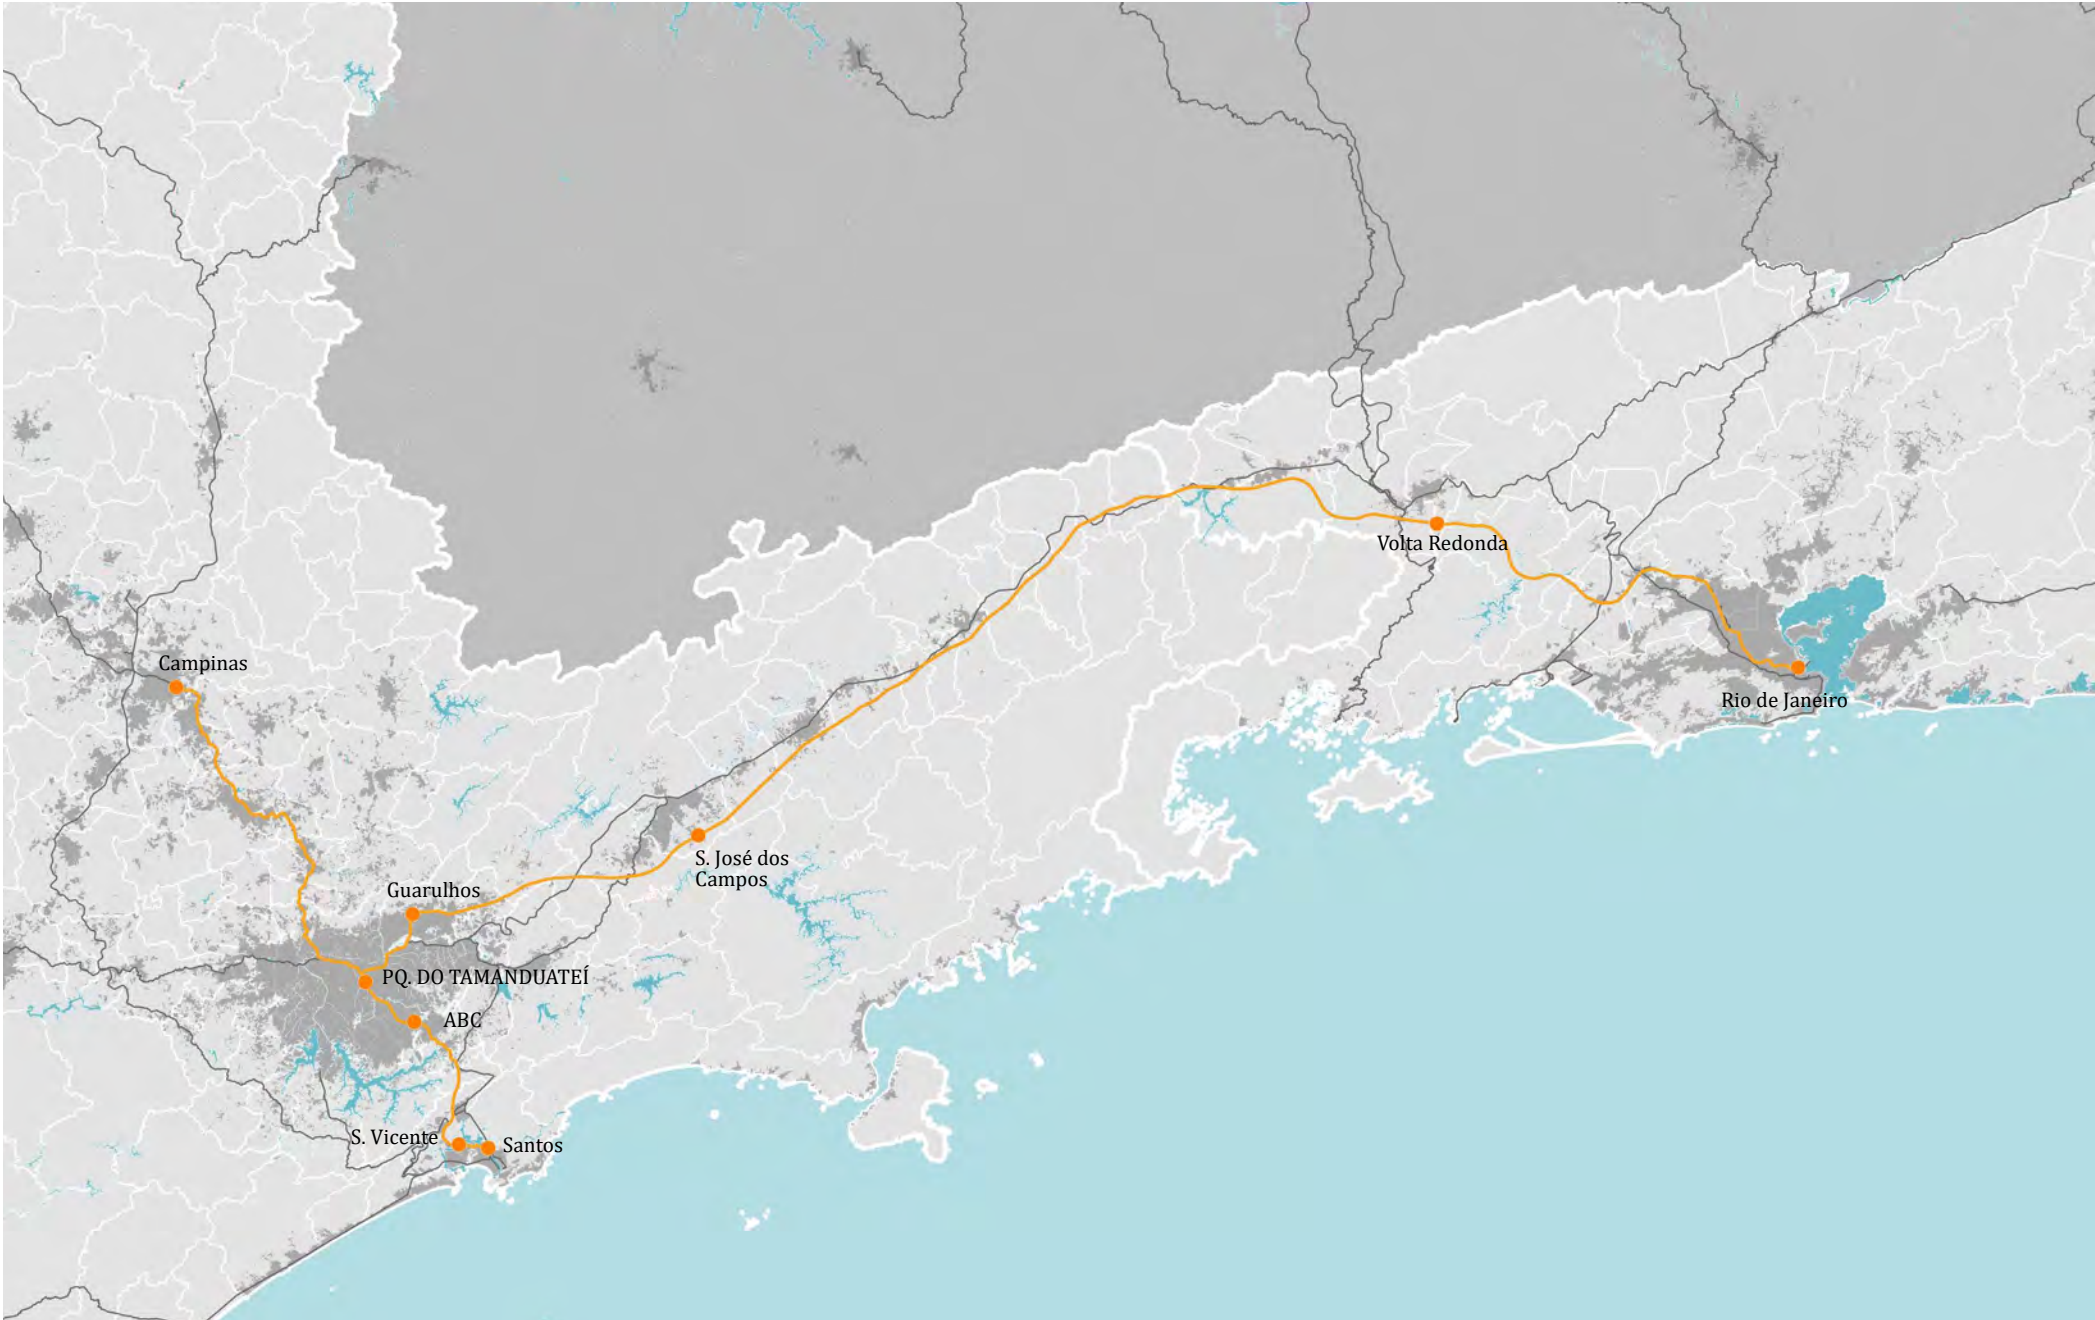 Volta Redonda
Campinas
Rio de Janeiro
S. José dos
Campos
Guarulhos
PQ. DO TAMANDUATEÍ
ABC
S. Vicente
Santos